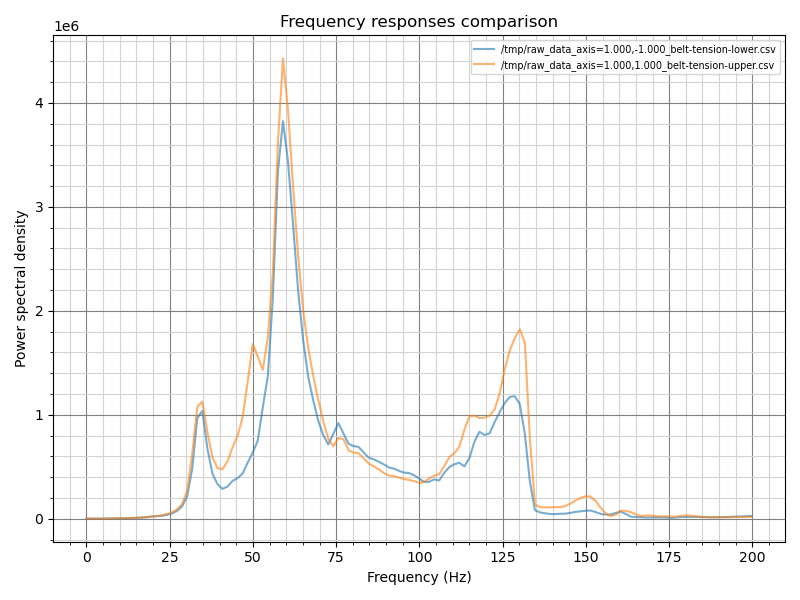 Frequency responses comparison
1e6
/tmp/raw_data_axis=1.000,-1.000_belt-tension-lower.csv
/tmp/raw_data_axis=1.000,1.000_belt-tension-upper.csv
Power spectral density
4
3
2
1
0
0 25 50 75 100 125 150 175 200
Frequency (Hz)